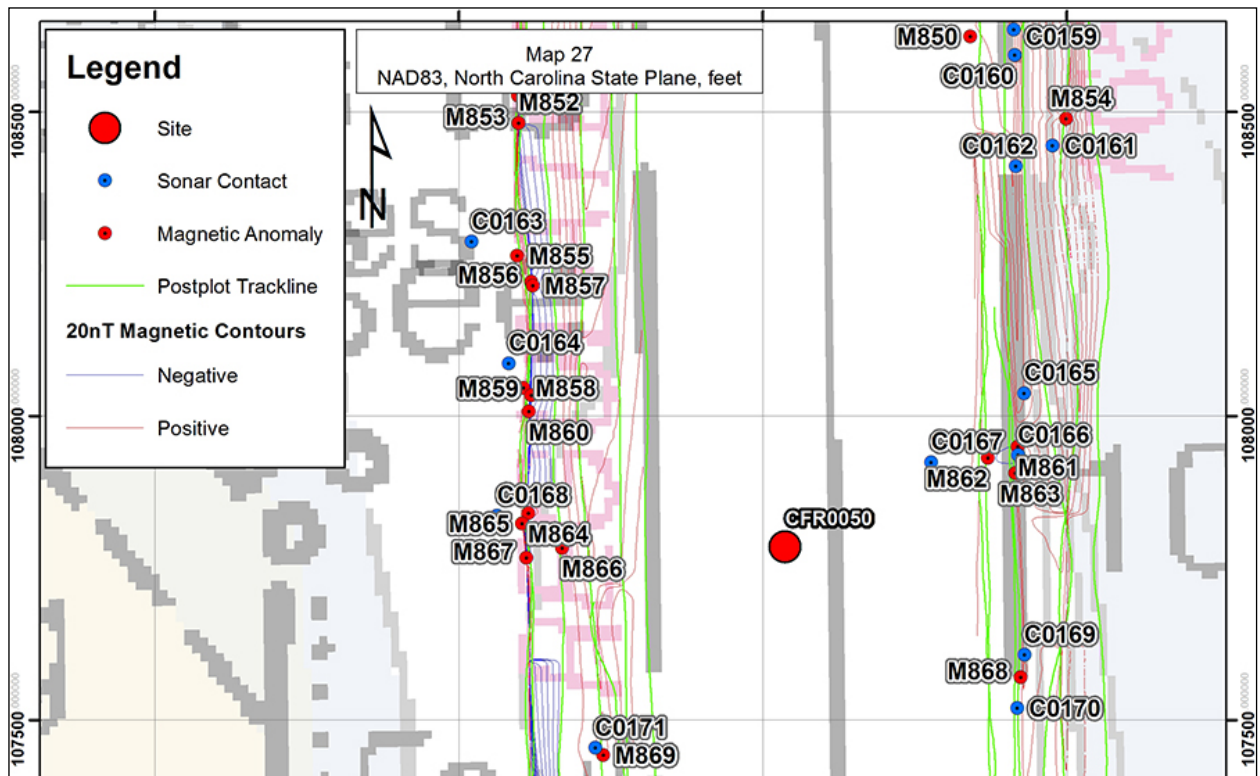 Legend
Site
Sonar Contact
Magnetic Anomaly
Postplot Trackline
20nT Magnetic Contours
Negative
Positive
Map 27
NAD83, North Carolina State Plane, feet
N
M850
C0159
C0160
M852
M853
M854
108500
108500
C0162
C0161
C0163
M855
M856
M857
C0164
C0165
M859
M858
M860
108000
108000
C0166
C0167
M861
M862
M863
C0168
M865
M864
M867
M866
CFR0050
C0169
M868
C0170
107500
107500
C0171
M869